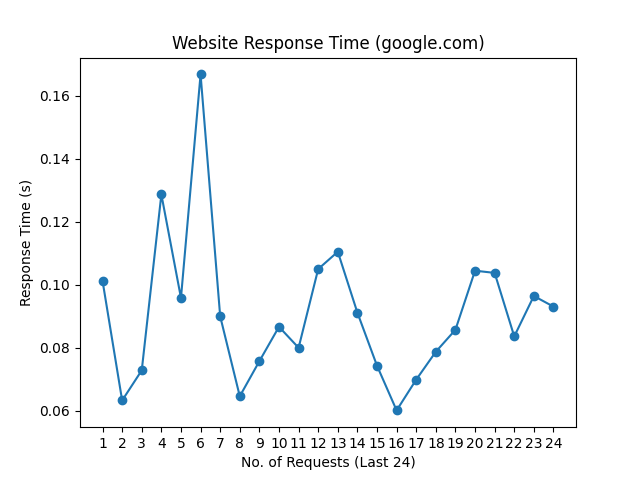 Website Response Time (google.com)
0.16
0.14
0.12
0.10
0.08
0.06
Response Time (s)
1 2 3 4 5 6 7 8 9 10 11 12 13 14 15 16 17 18 19 20 21 22 23 24
No. of Requests (Last 24)